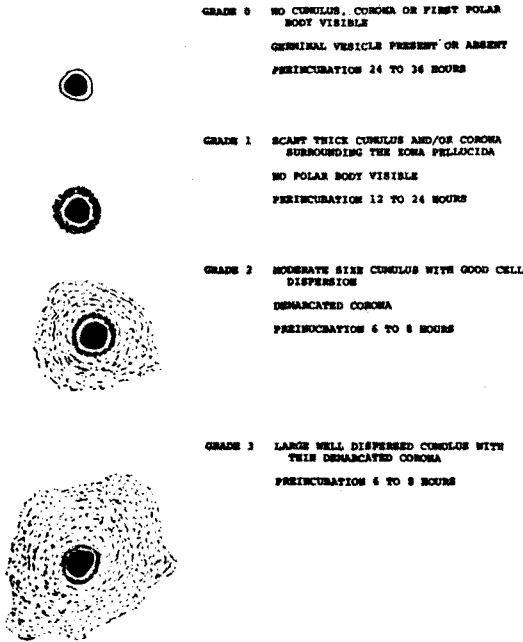 GRADE 0 NO CUMULUS, CORONA OR FIRST POLAR
BODY VISIBLE
GERMINAL VESICLE PRESENT OR ABSENT
PREINCUBATION 24 TO 36 HOURS
GRADE 1 SCANT THICK CUMULUS AND/OR CORONA
SURROUNDING THE ZONA PELLUCIDA
NO POLAR BODY VISIBLE
PREINCUBATION 12 TO 24 HOURS
GRADE 2 MODERATE SIZE CUMULUS WITH GOOD CELL
DISPERSION
DEMARCATED CORONA
PREINUCBATION 6 TO 8 HOURS
GRADE 3 LARGE WELL DISPERSED CUMOLUS WITH
THIN DEMARCATED CORONA
PREINCUBATION 6 TO 8 HOURS